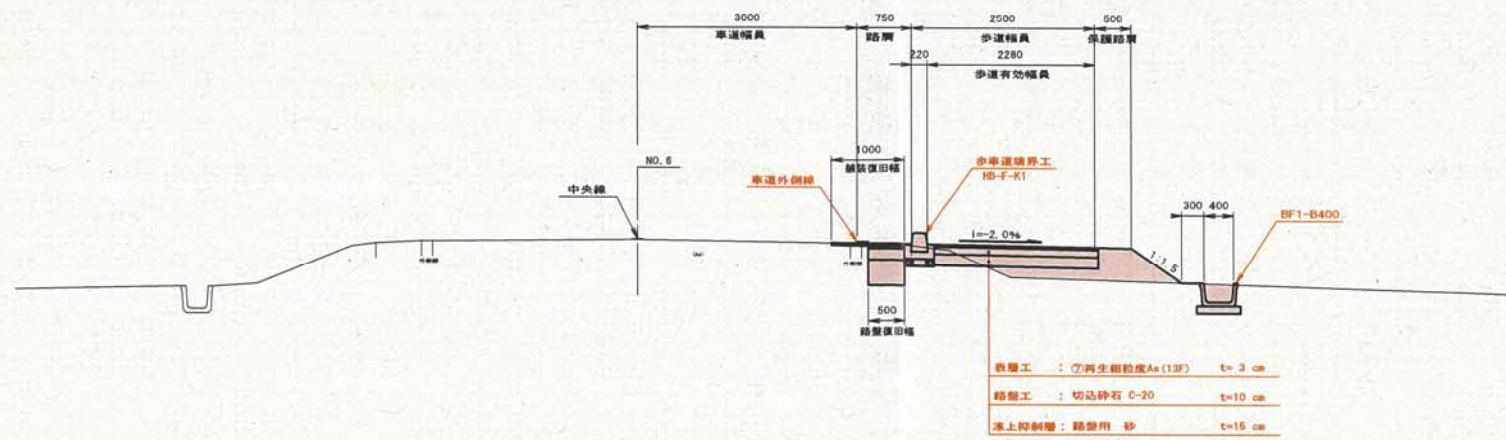 3000
750
2500
500
車道幅員
路肩
歩道幅員
保護路肩
220
2280
歩道有効幅員
1000
舗装復旧幅
NO.6
中央線
車道外側線
歩車道境界工
HB-F-K1
i=-2.0%
300
400
BF1-B400
1:1.5
(As)
500
路盤復旧幅
表層工 : ⑦再生細粒度As(13F) t= 3 cm
路盤工 : 切込砕石 C-20 t=10 cm
凍上抑制層 : 路盤用 砂 t=15 cm